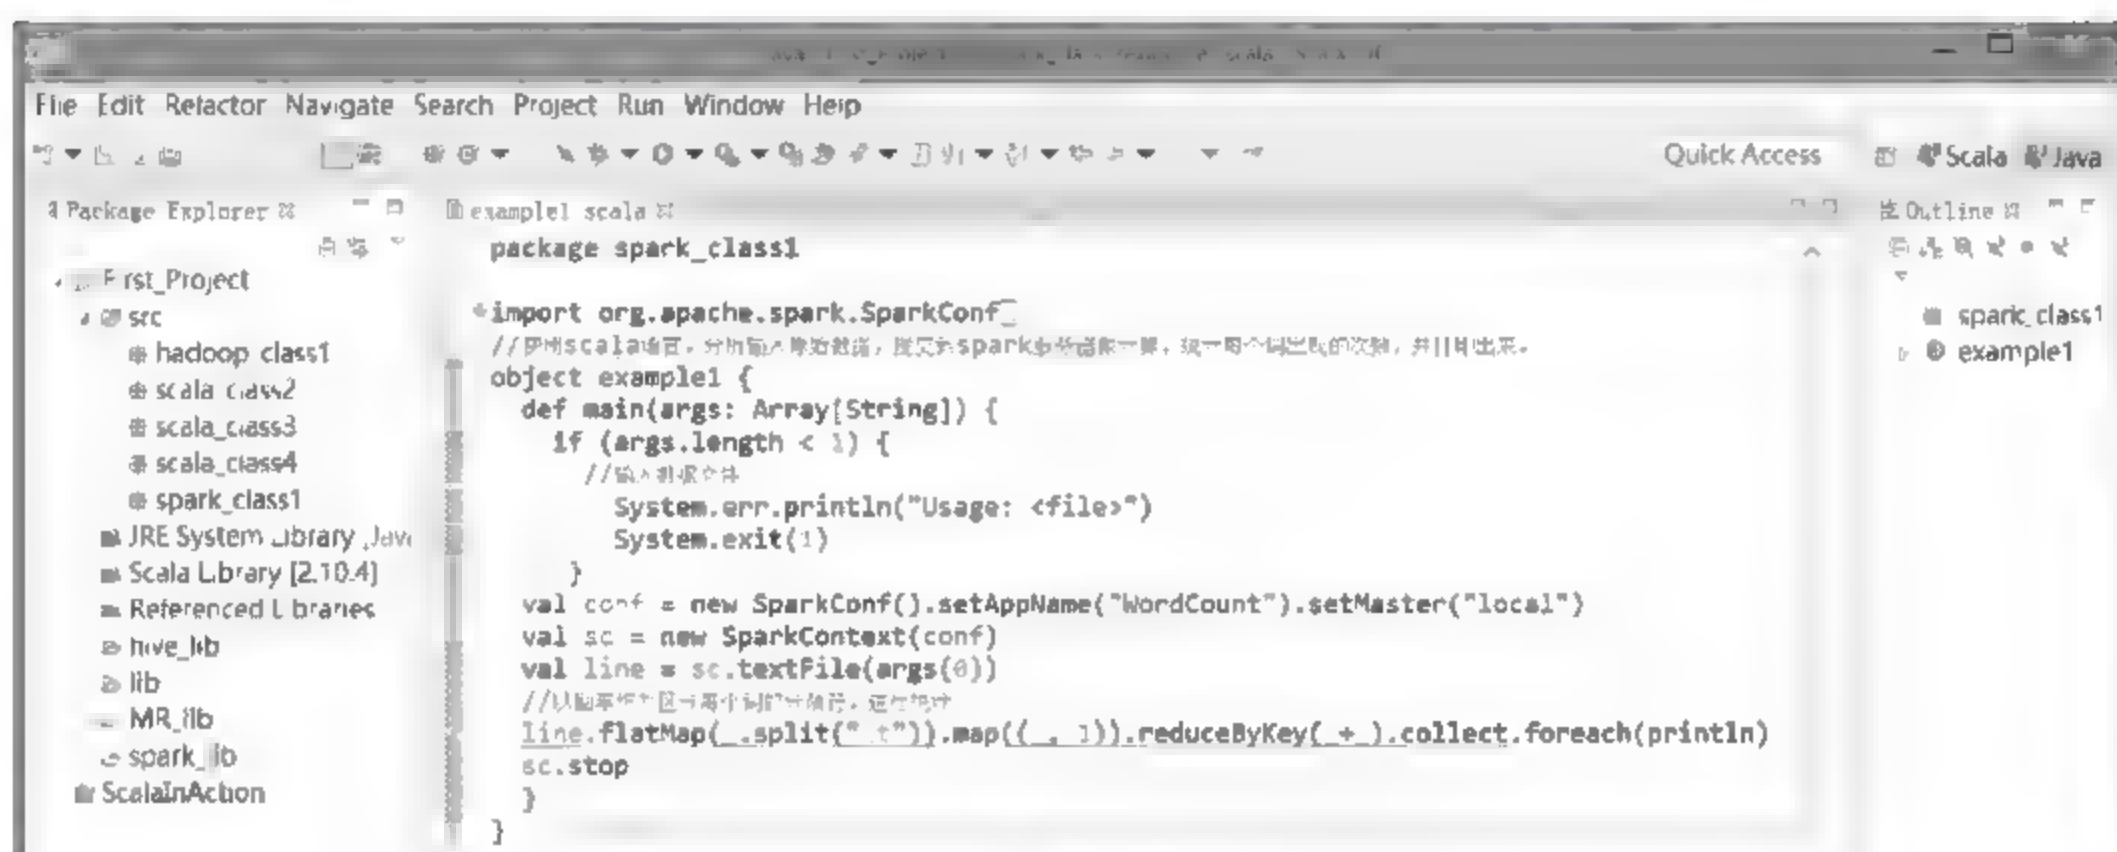 File Edit Refactor Navigate Search Project Run Window Help
Quick Access
Scala Java
Package Explorer
First_Project
src
hadoop_class1
scala_class2
scala_class3
scala_class4
spark_class1
JRE System Library
Scala Library [2.10.4]
Referenced Libraries
hive_lib
lib
MR_lib
spark_lib
ScalaInAction
example1.scala
package spark_class1
import org.apache.spark.SparkConf
object example1 {
def main(args: Array[String]) {
if (args.length < 1) {
System.err.println("Usage: <file>")
System.exit(1)
}
val conf = new SparkConf().setAppName("WordCount").setMaster("local")
val sc = new SparkContext(conf)
val line = sc.textFile(args(0))
line.flatMap(_.split("\t")).map((_, 1)).reduceByKey(_+_).collect.foreach(println)
sc.stop
}
}
Outline
spark_class1
example1